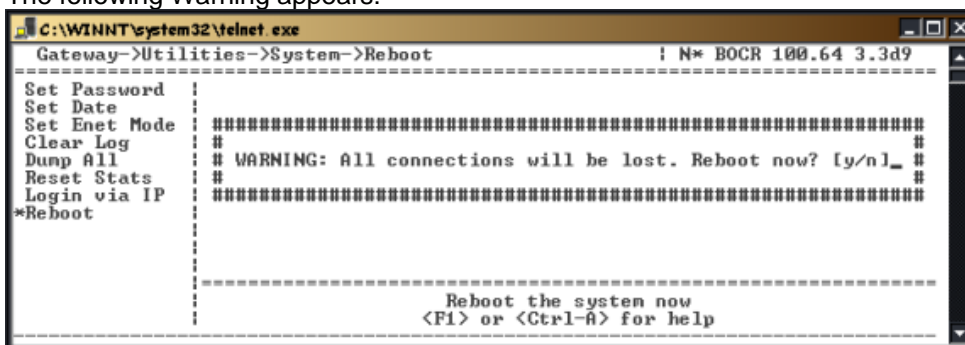 The following Warning appears:
C:\WINNT\system32\telnet.exe
Gateway->Utilities->System->Reboot | N* BOCR 100.64 3.3d9
Set Password
Set Date
Set Enet Mode
Clear Log
Dump All
Reset Stats
Login via IP
*Reboot
################################################################
# #
# WARNING: All connections will be lost. Reboot now? [y/n]_ #
# #
################################################################
Reboot the system now
<F1> or <Ctrl-A> for help